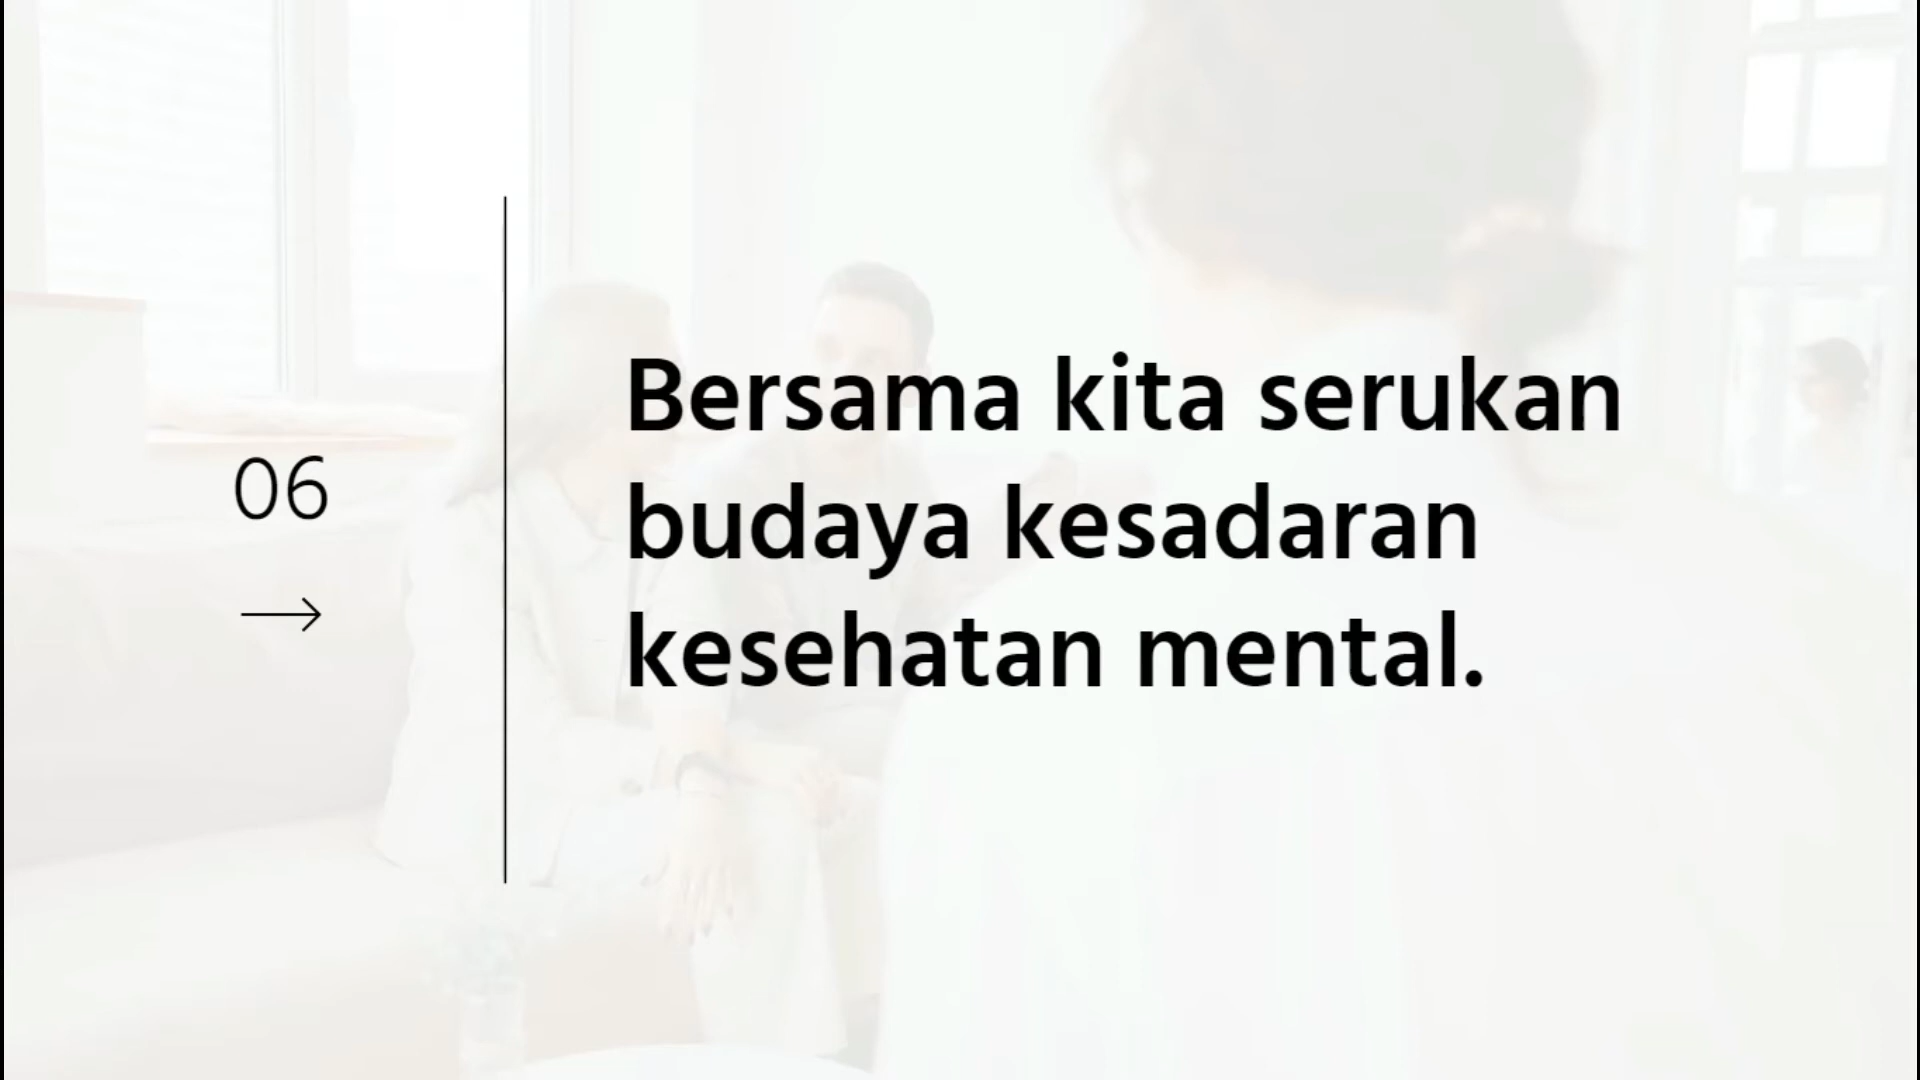 06
→
Bersama kita serukan
budaya kesadaran
kesehatan mental.